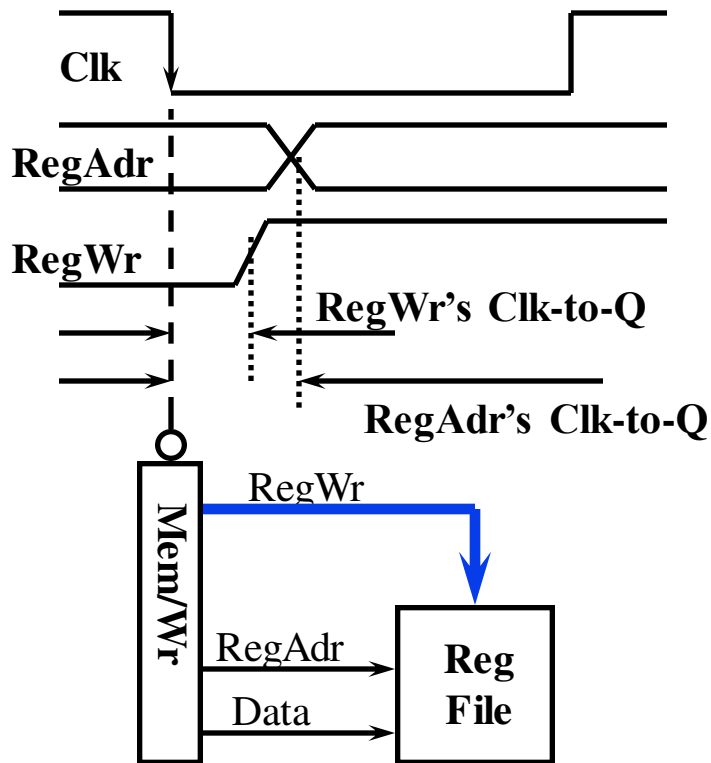 Clk
RegAdr
RegWr
RegWr's Clk-to-Q
RegAdr's Clk-to-Q
RegWr
Mem/Wr
RegAdr
Data
Reg
File